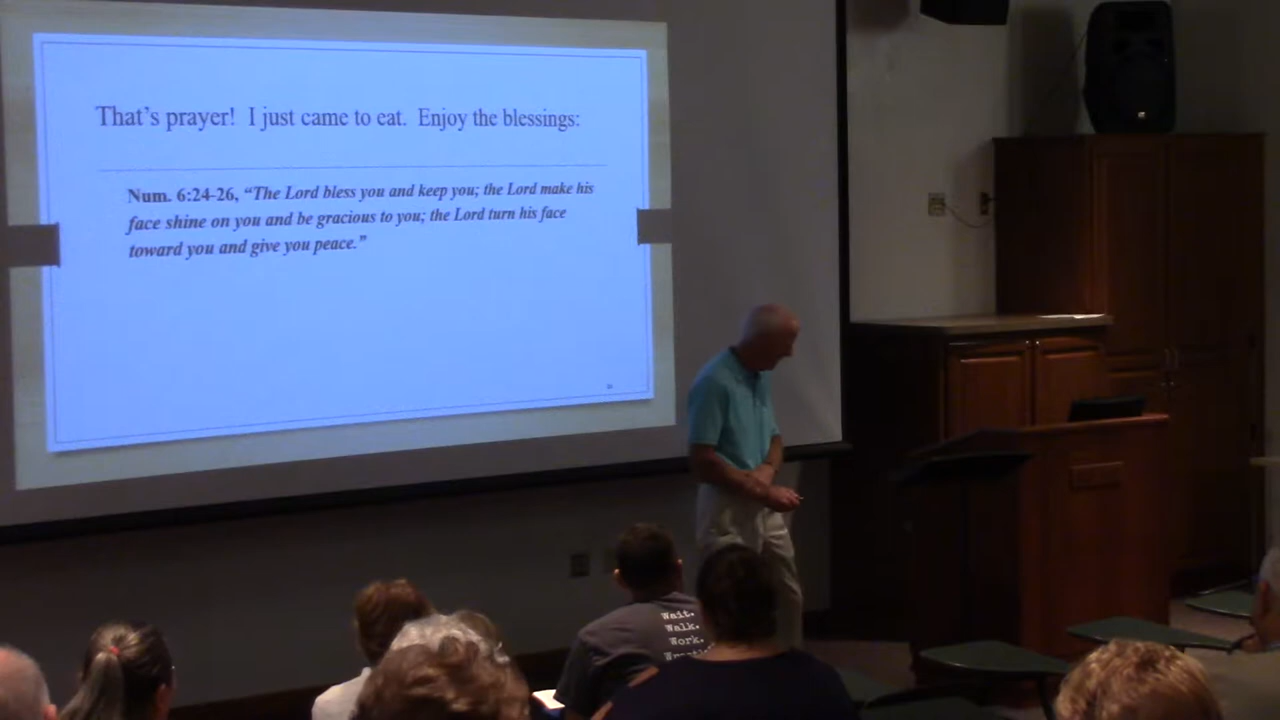 That's prayer!  I just came to eat.  Enjoy the blessings:
Num. 6:24-26, “The Lord bless you and keep you; the Lord make his
face shine on you and be gracious to you; the Lord turn his face
toward you and give you peace.”
Wait.
Walk.
Work.